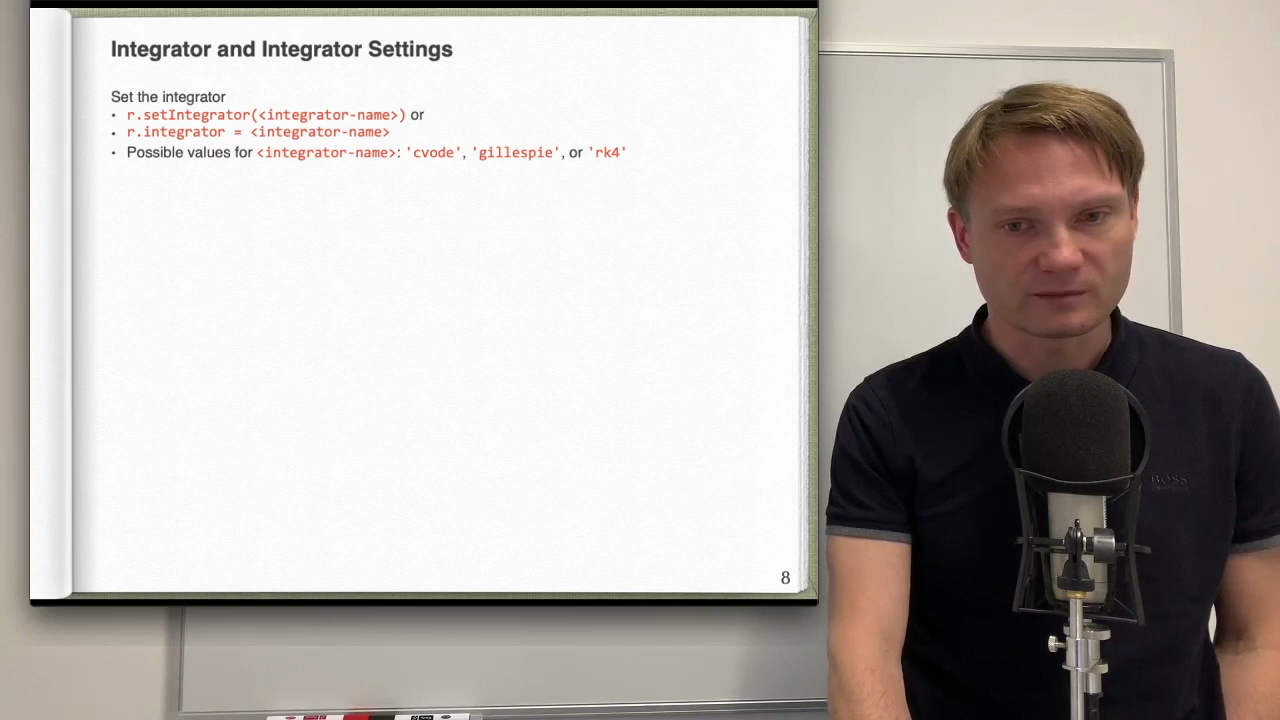 Integrator and Integrator Settings
Set the integrator
• r.setIntegrator(<integrator-name>) or
• r.integrator = <integrator-name>
• Possible values for <integrator-name>: 'cvode', 'gillespie', or 'rk4'
8
BOSS